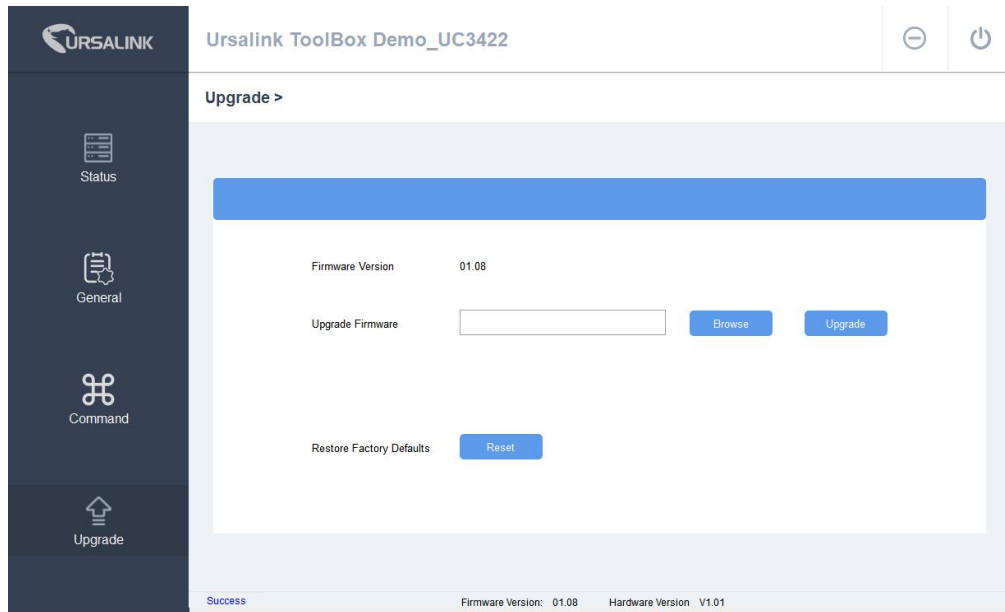 URSALINK
Ursalink ToolBox Demo_UC3422
Upgrade >
Status
General
Command
Upgrade
Firmware Version 01.08
Upgrade Firmware Browse Upgrade
Restore Factory Defaults Reset
Success Firmware Version: 01.08 Hardware Version V1.01